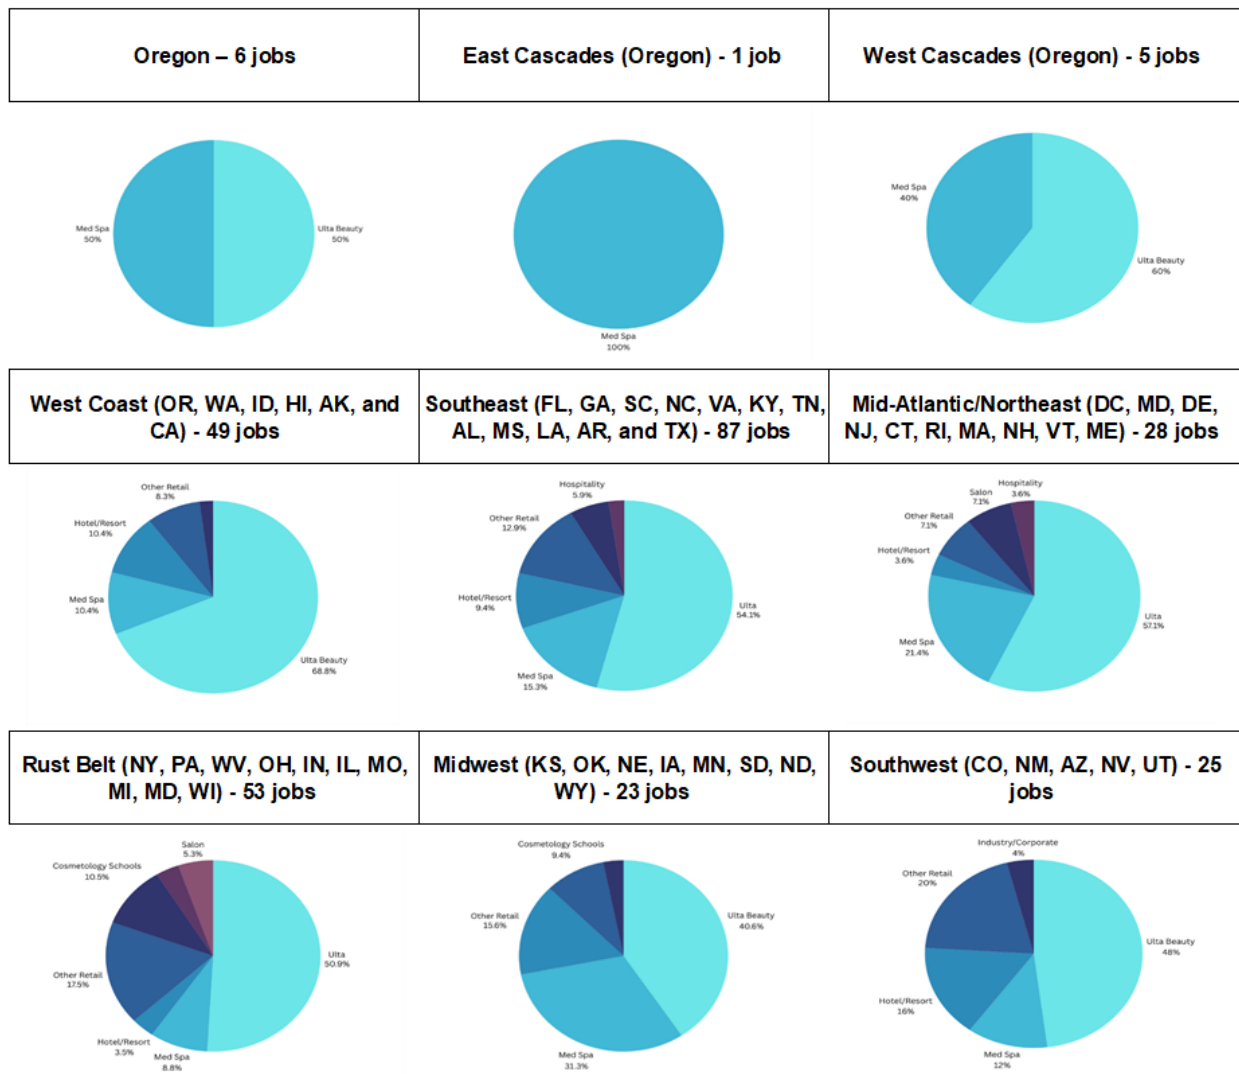 Oregon – 6 jobs
East Cascades (Oregon) - 1 job
West Cascades (Oregon) - 5 jobs
Med Spa
50%
Ulta Beauty
50%
Med Spa
100%
Med Spa
40%
Ulta Beauty
60%
West Coast (OR, WA, ID, HI, AK, and
CA) - 49 jobs
Southeast (FL, GA, SC, NC, VA, KY, TN,
AL, MS, LA, AR, and TX) - 87 jobs
Mid-Atlantic/Northeast (DC, MD, DE,
NJ, CT, RI, MA, NH, VT, ME) - 28 jobs
Other Retail
8.3%
Hotel/Resort
10.4%
Med Spa
10.4%
Ulta Beauty
68.8%
Hospitality
5.9%
Other Retail
12.9%
Hotel/Resort
9.4%
Med Spa
15.3%
Ulta
54.1%
Hospitality
3.6%
Salon
7.1%
Other Retail
7.1%
Hotel/Resort
3.6%
Med Spa
21.4%
Ulta
57.1%
Rust Belt (NY, PA, WV, OH, IN, IL, MO,
MI, MD, WI) - 53 jobs
Midwest (KS, OK, NE, IA, MN, SD, ND,
WY) - 23 jobs
Southwest (CO, NM, AZ, NV, UT) - 25
jobs
Salon
5.3%
Cosmetology Schools
10.5%
Other Retail
17.5%
Hotel/Resort
3.5%
Med Spa
8.8%
Ulta
50.9%
Cosmetology Schools
9.4%
Other Retail
15.6%
Med Spa
31.3%
Ulta Beauty
40.6%
Industry/Corporate
4%
Other Retail
20%
Hotel/Resort
16%
Med Spa
12%
Ulta Beauty
48%